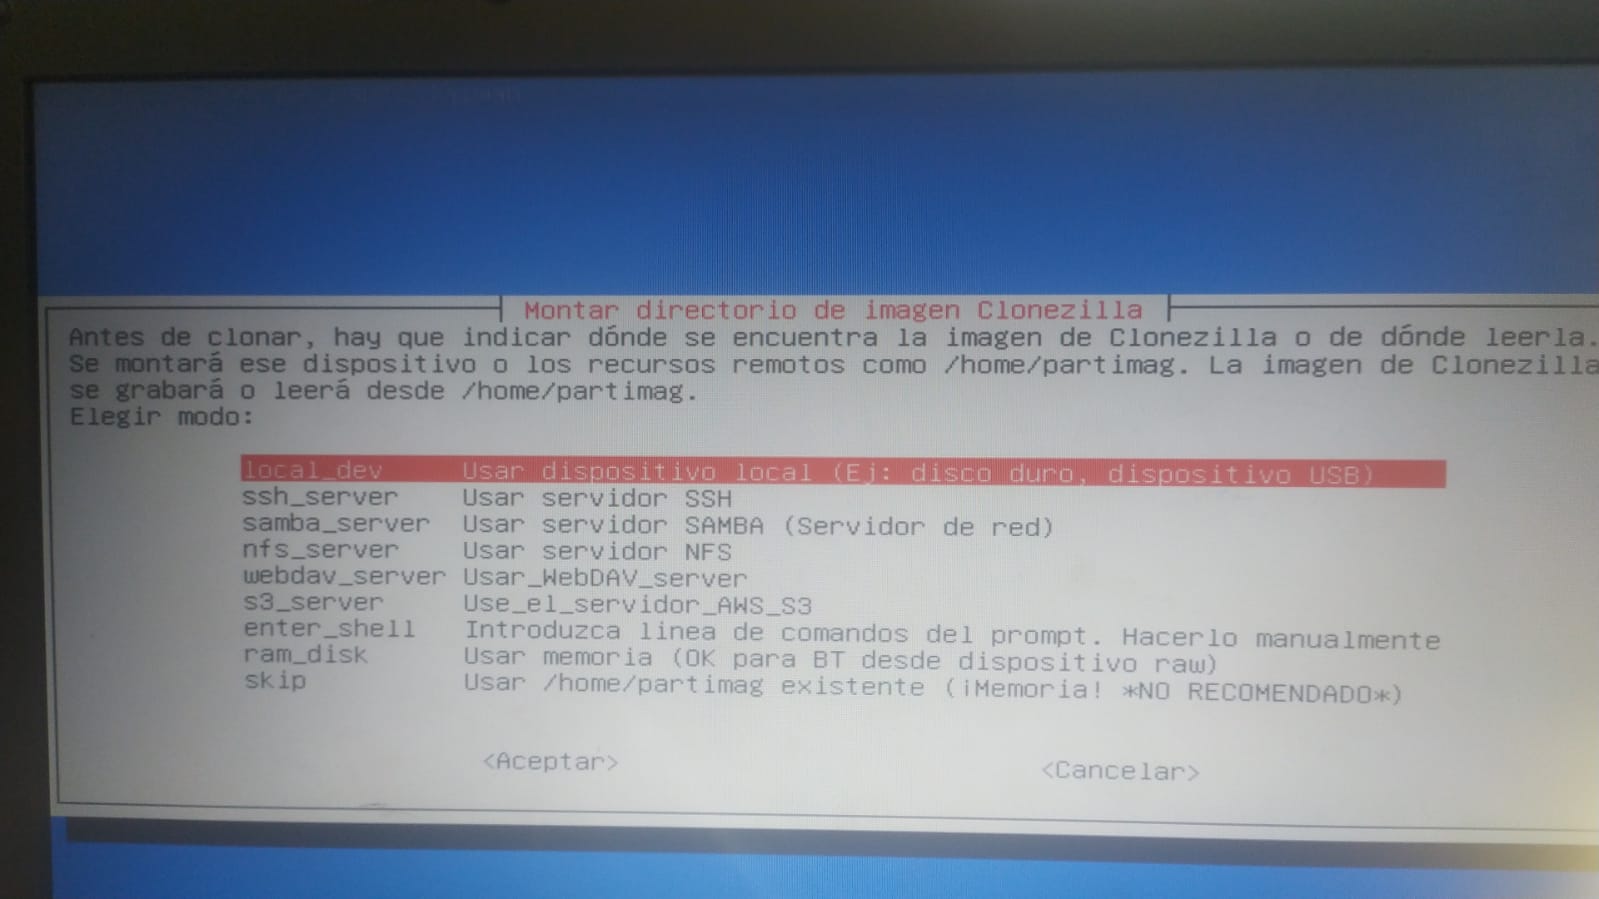 Montar directorio de imagen Clonezilla
Antes de clonar, hay que indicar dónde se encuentra la imagen de Clonezilla o de dónde leerla.
Se montará ese dispositivo o los recursos remotos como /home/partimag. La imagen de Clonezilla
se grabará o leerá desde /home/partimag.
Elegir modo:
local_dev Usar dispositivo local (Ej: disco duro, dispositivo USB)
ssh_server Usar servidor SSH
samba_server Usar servidor SAMBA (Servidor de red)
nfs_server Usar servidor NFS
webdav_server Usar_WebDAV_server
s3_server Use_el_servidor_AWS_S3
enter_shell Introduzca linea de comandos del prompt. Hacerlo manualmente
ram_disk Usar memoria (OK para BT desde dispositivo raw)
skip Usar /home/partimag existente (¡Memoria! *NO RECOMENDADO*)
<Aceptar> <Cancelar>